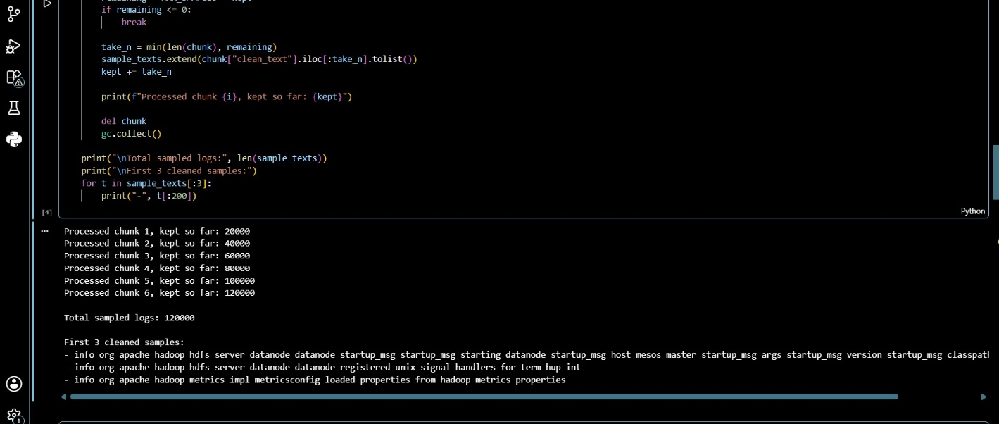 if remaining <= 0:
break
take_n = min(len(chunk), remaining)
sample_texts.extend(chunk["clean_text"].iloc[:take_n].tolist())
kept += take_n
print(f"Processed chunk {i}, kept so far: {kept}")
del chunk
gc.collect()
print("\nTotal sampled logs:", len(sample_texts))
print("\nFirst 3 cleaned samples:")
for t in sample_texts[:3]:
print("-", t[:200])
[4]
Python
...
Processed chunk 1, kept so far: 20000
Processed chunk 2, kept so far: 40000
Processed chunk 3, kept so far: 60000
Processed chunk 4, kept so far: 80000
Processed chunk 5, kept so far: 100000
Processed chunk 6, kept so far: 120000
Total sampled logs: 120000
First 3 cleaned samples:
- info org apache hadoop hdfs server datanode datanode startup_msg startup_msg starting datanode startup_msg host mesos master startup_msg args startup_msg version startup_msg classpath
- info org apache hadoop hdfs server datanode datanode registered unix signal handlers for term hup int
- info org apache hadoop metrics impl metricsconfig loaded properties from hadoop metrics properties
1